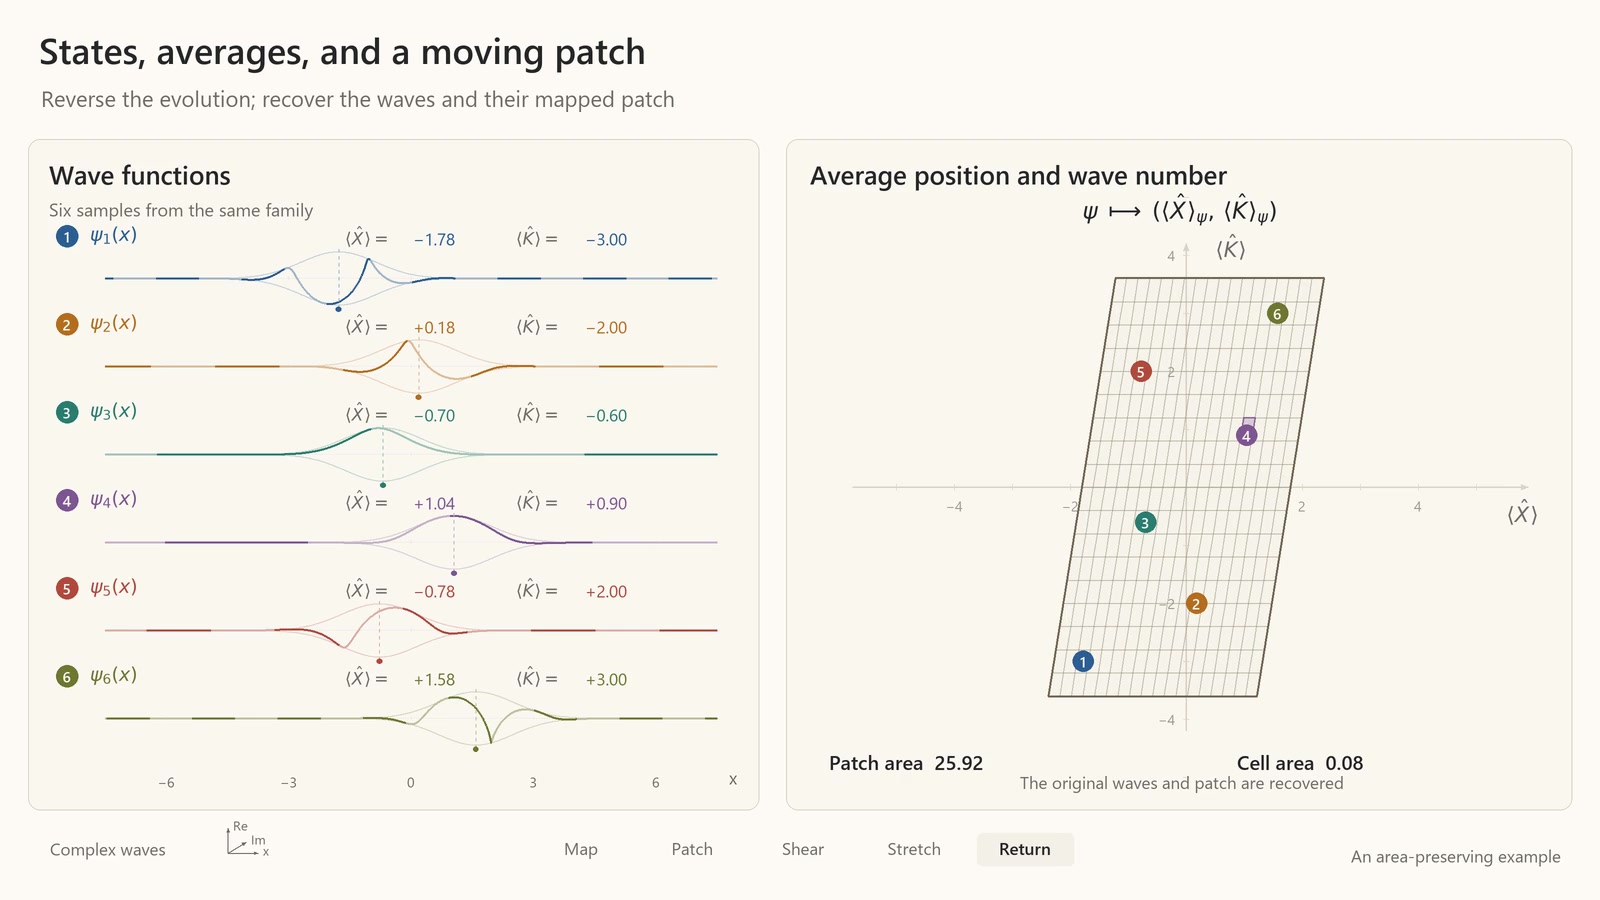 States, averages, and a moving patch
Reverse the evolution; recover the waves and their mapped patch
Wave functions
Six samples from the same family
1 ψ₁(x) ⟨X̂⟩ = −1.78 ⟨K̂⟩ = −3.00
2 ψ₂(x) ⟨X̂⟩ = +0.18 ⟨K̂⟩ = −2.00
3 ψ₃(x) ⟨X̂⟩ = −0.70 ⟨K̂⟩ = −0.60
4 ψ₄(x) ⟨X̂⟩ = +1.04 ⟨K̂⟩ = +0.90
5 ψ₅(x) ⟨X̂⟩ = −0.78 ⟨K̂⟩ = +2.00
6 ψ₆(x) ⟨X̂⟩ = +1.58 ⟨K̂⟩ = +3.00
−6 −3 0 3 6 x
Average position and wave number
ψ ⟼ (⟨X̂⟩ψ, ⟨K̂⟩ψ)
4 ⟨K̂⟩
6
5 2
4
−4 −2 2 4
⟨X̂⟩
3
−2 2
1
−4
Patch area 25.92 Cell area 0.08
The original waves and patch are recovered
Complex waves
Re
Im
x
Map Patch Shear Stretch Return
An area-preserving example